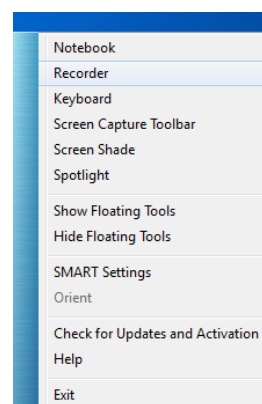 Notebook
Recorder
Keyboard
Screen Capture Toolbar
Screen Shade
Spotlight
Show Floating Tools
Hide Floating Tools
SMART Settings
Orient
Check for Updates and Activation
Help
Exit